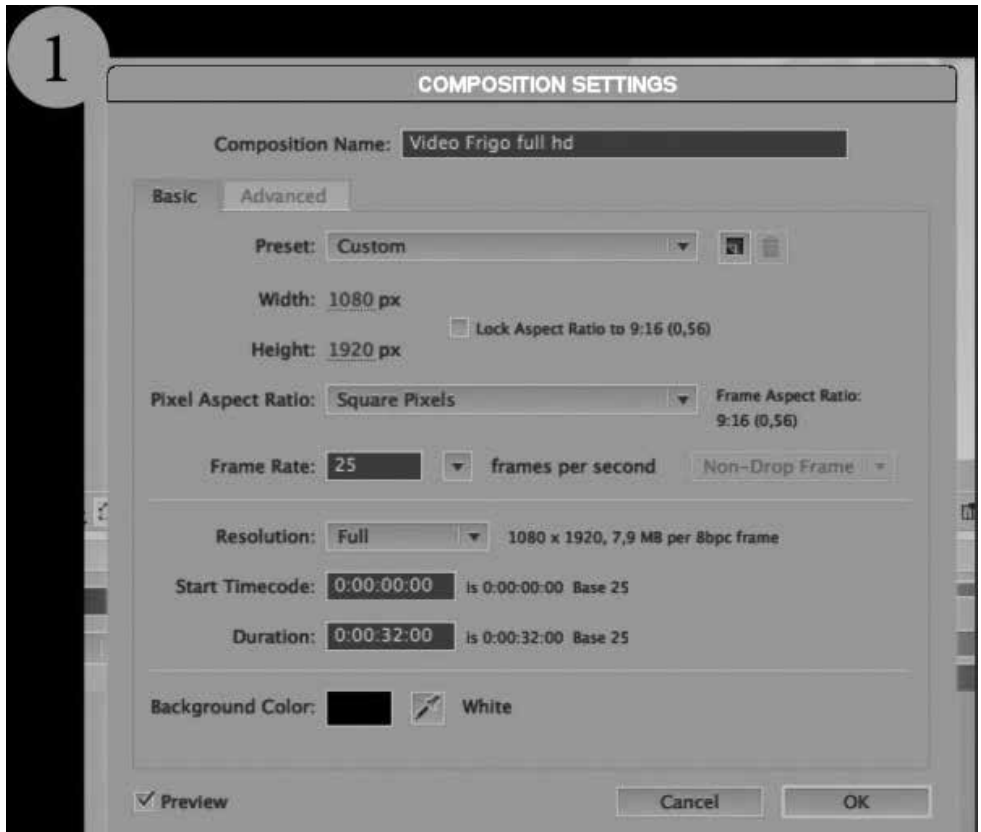 1
COMPOSITION SETTINGS
Composition Name: Video Frigo full hd
Basic Advanced
Preset: Custom
Width: 1080 px
Lock Aspect Ratio to 9:16 (0,56)
Height: 1920 px
Pixel Aspect Ratio: Square Pixels
Frame Aspect Ratio:
9:16 (0,56)
Frame Rate: 25 frames per second Non-Drop Frame
Resolution: Full 1080 x 1920, 7,9 MB per 8bpc frame
Start Timecode: 0:00:00:00 is 0:00:00:00 Base 25
Duration: 0:00:32:00 is 0:00:32:00 Base 25
Background Color: White
Preview Cancel OK